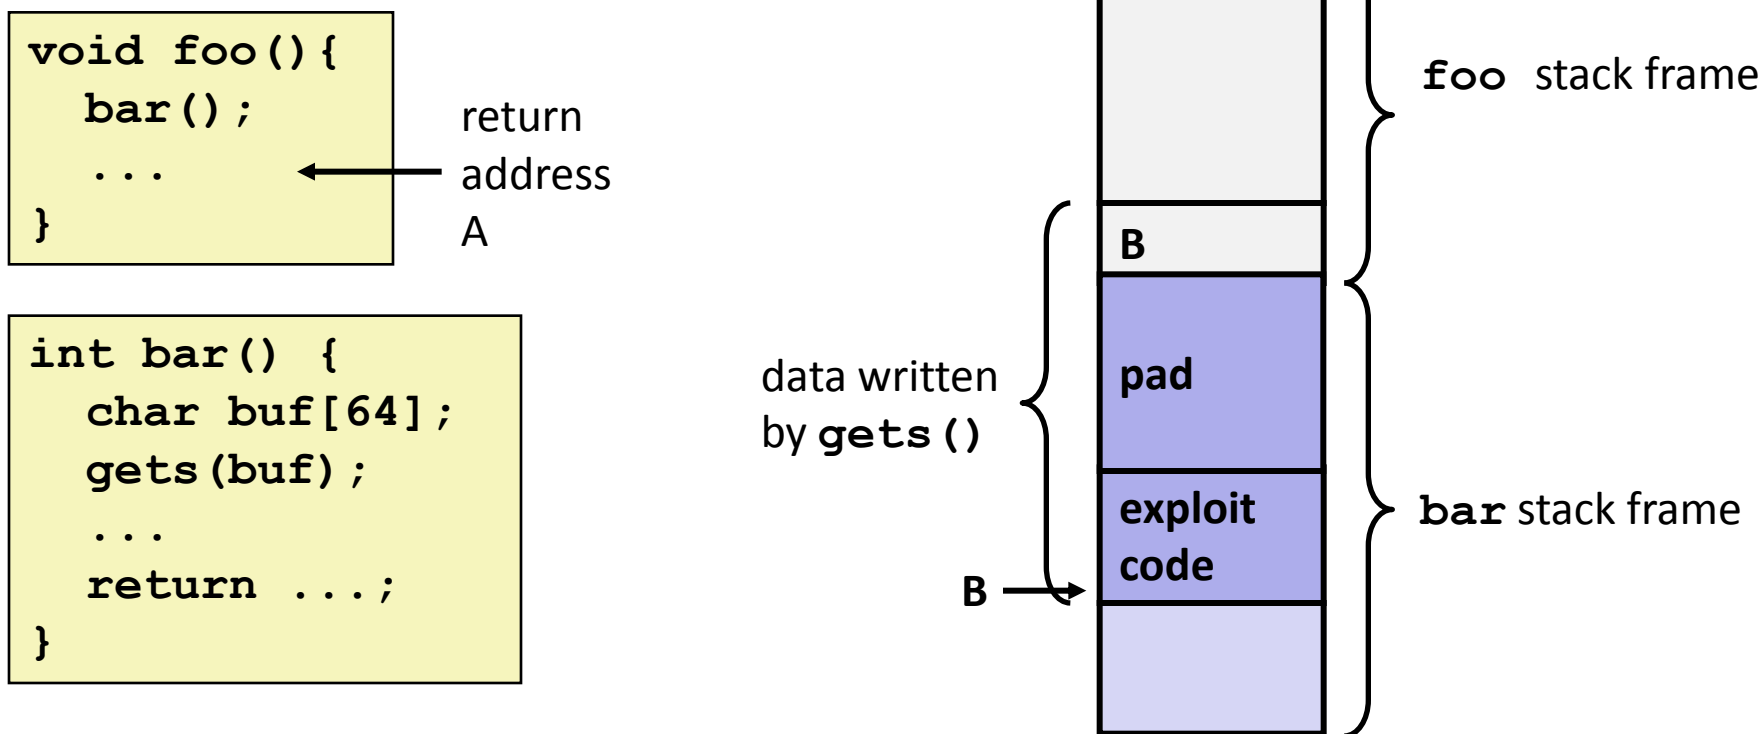 void foo(){
bar();
...
}
return
address
A
int bar() {
char buf[64];
gets(buf);
...
return ...;
}
data written
by gets()
B
B
pad
exploit
code
foo stack frame
bar stack frame